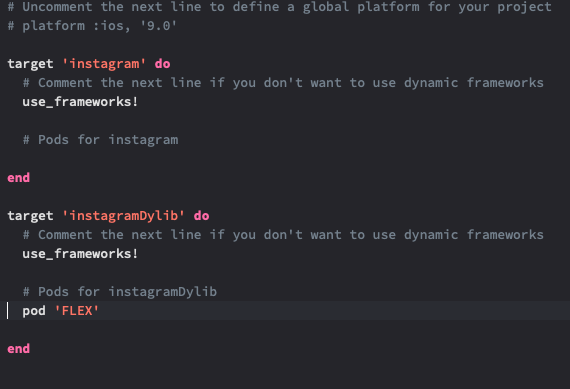 # Uncomment the next line to define a global platform for your project
# platform :ios, '9.0'
target 'instagram' do
# Comment the next line if you don't want to use dynamic frameworks
use_frameworks!
# Pods for instagram
end
target 'instagramDylib' do
# Comment the next line if you don't want to use dynamic frameworks
use_frameworks!
# Pods for instagramDylib
pod 'FLEX'
end